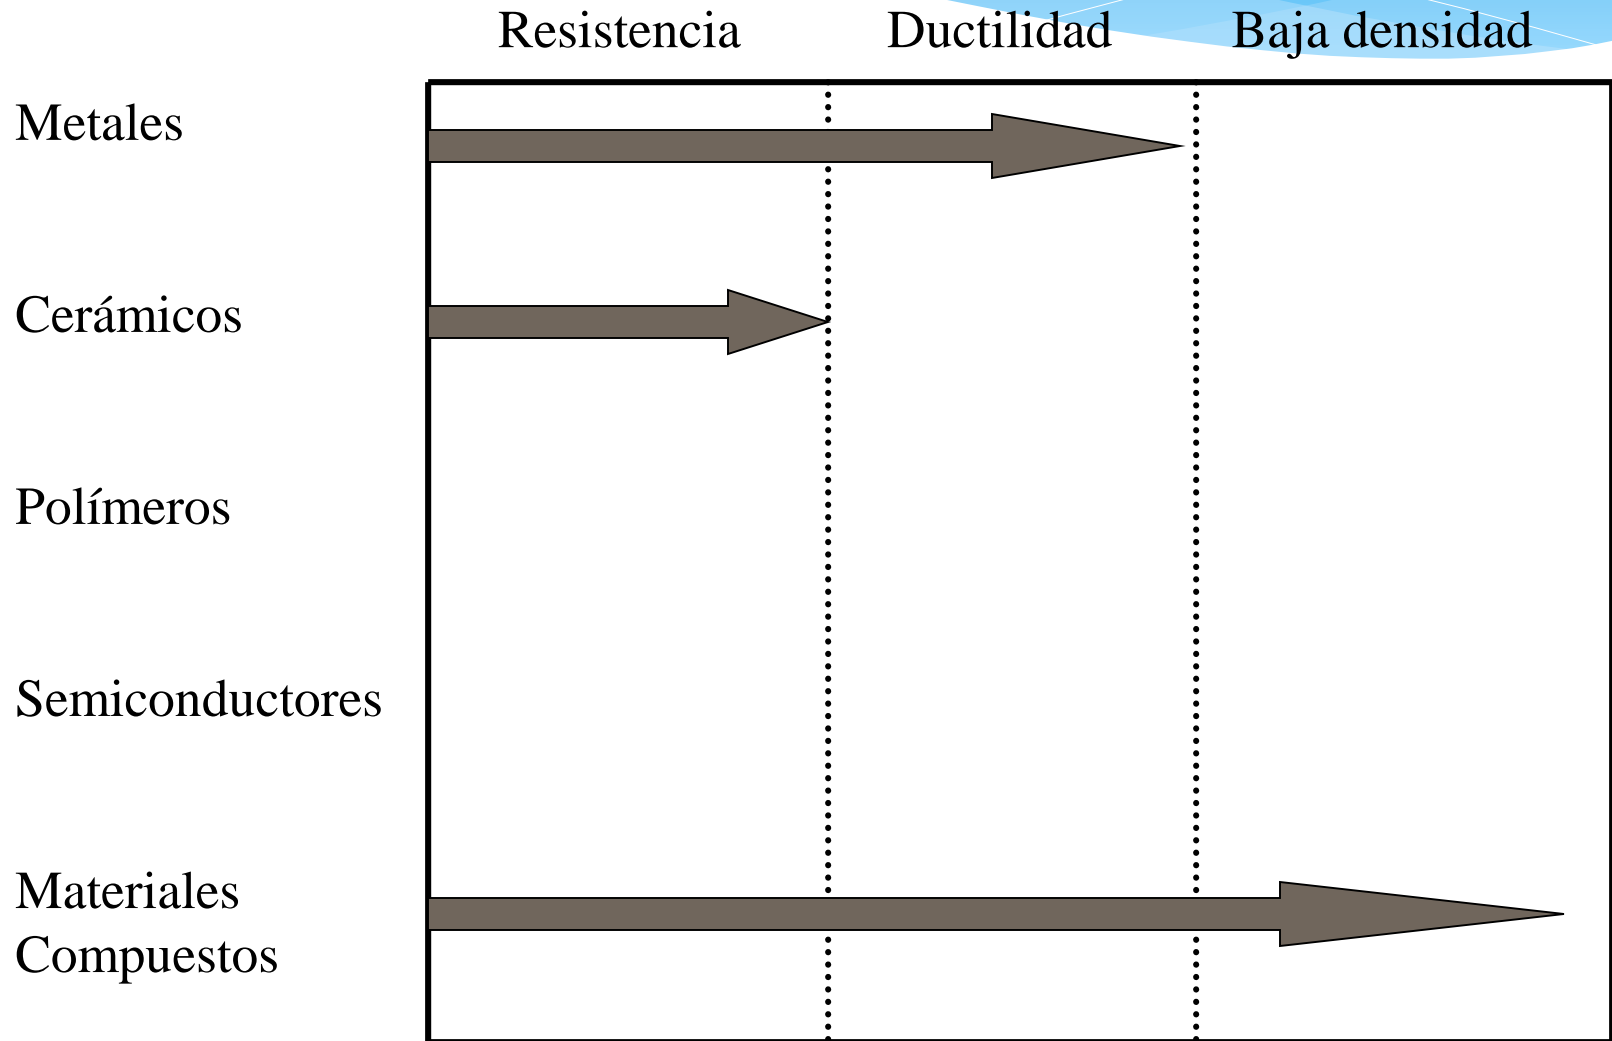 Resistencia Ductilidad Baja densidad
Metales
Cerámicos
Polímeros
Semiconductores
Materiales
Compuestos